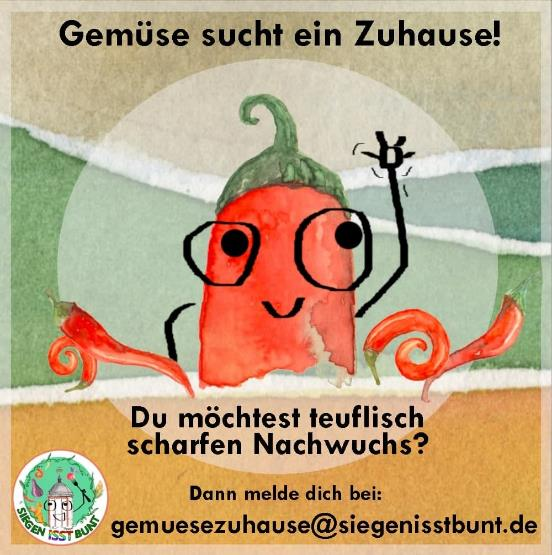 Gemüse sucht ein Zuhause!
Du möchtest teuflisch
scharfen Nachwuchs?
Dann melde dich bei:
gemuesezuhause@siegenisstbunt.de
SIEGEN ISST BUNT